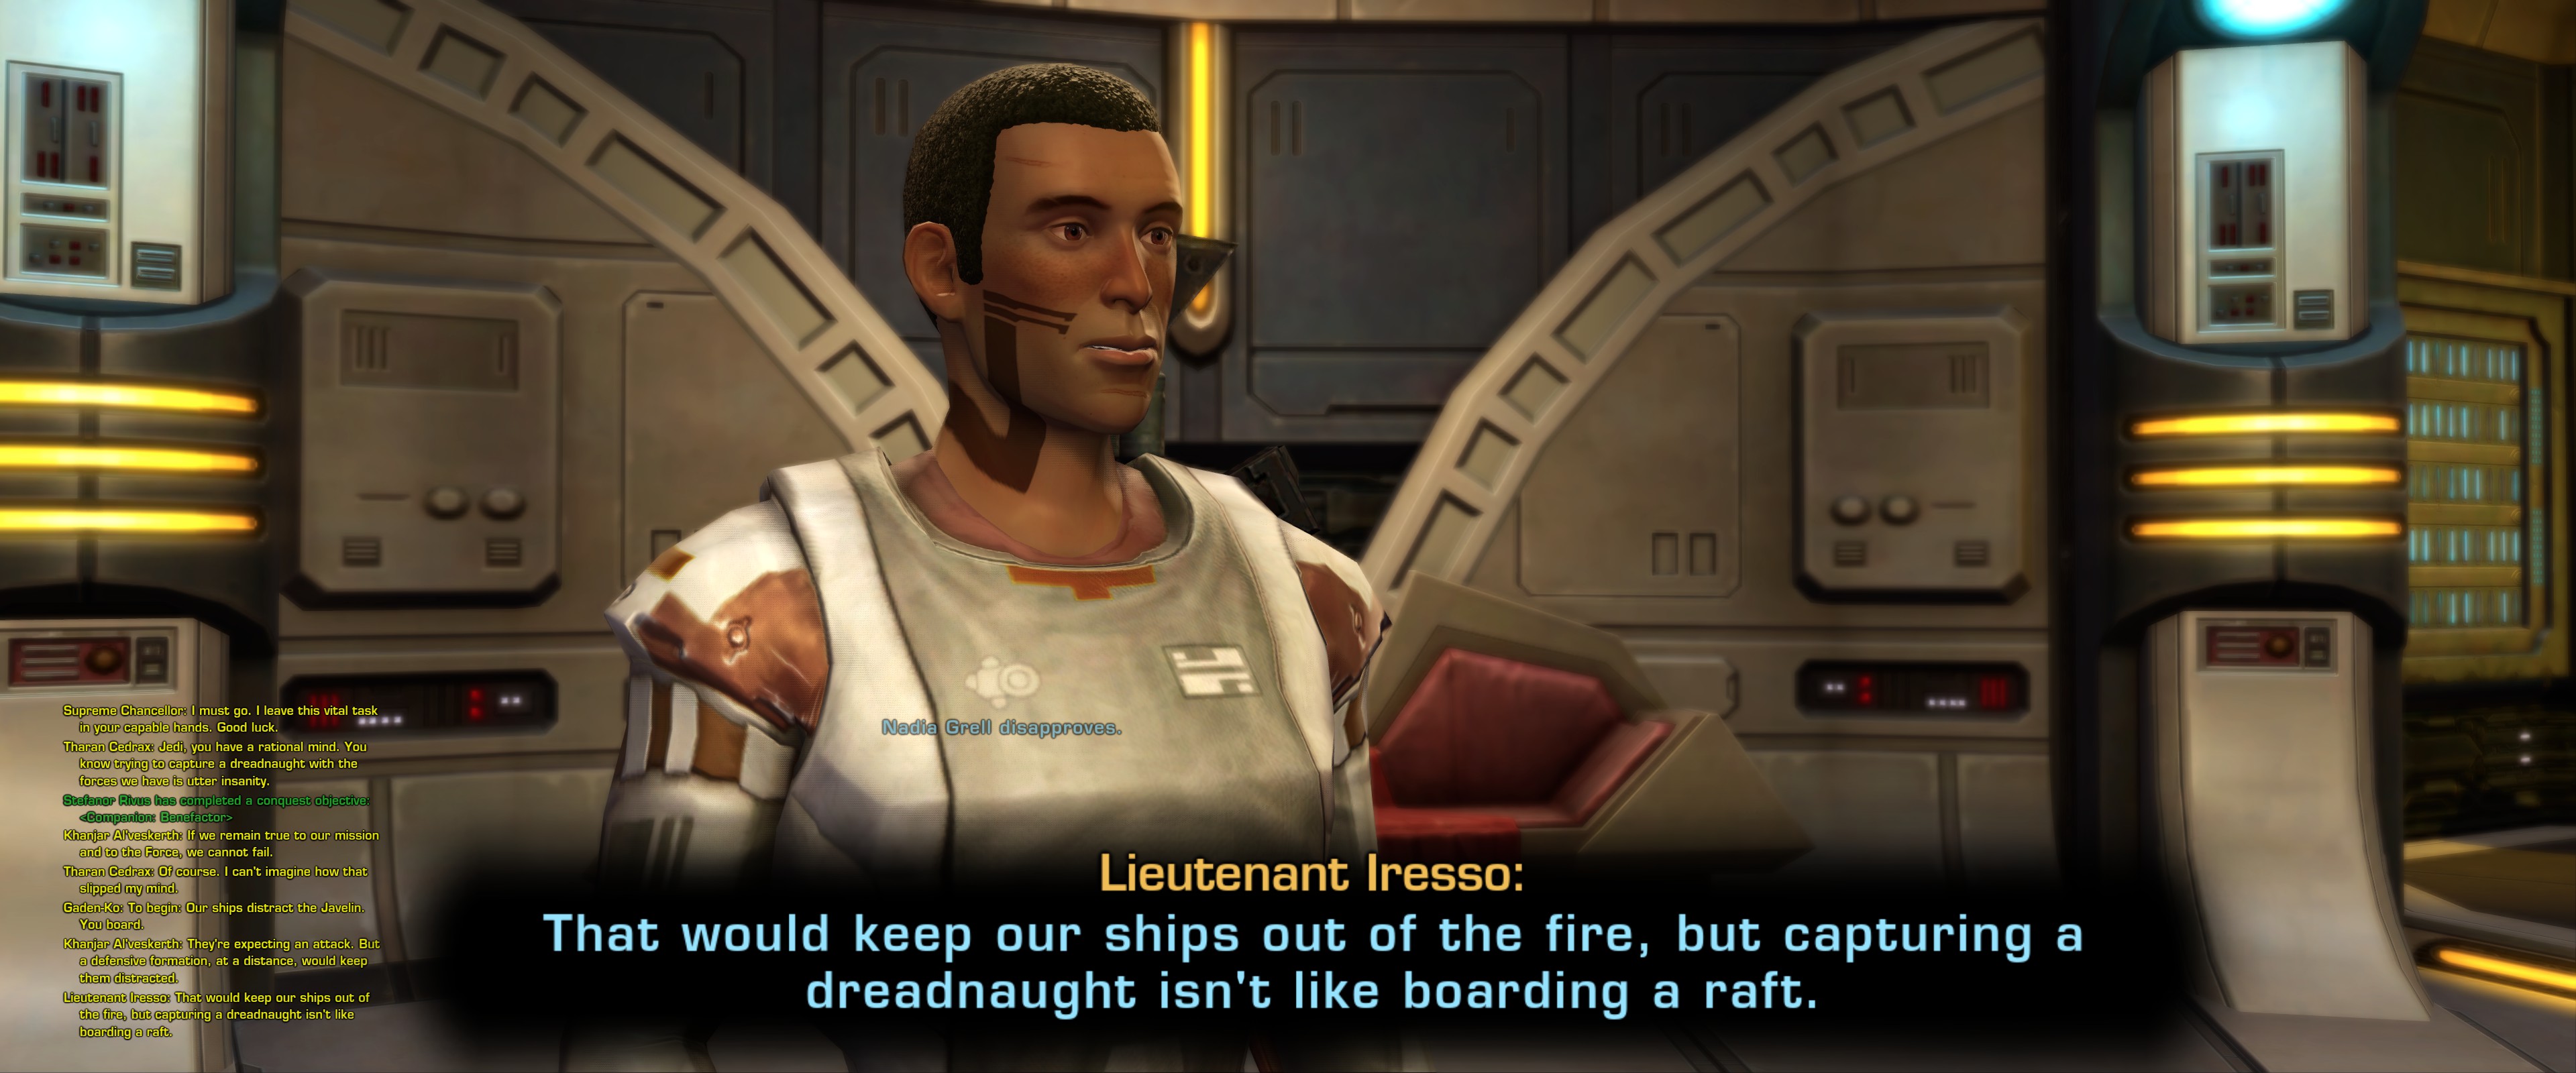 Supreme Chancellor: I must go. I leave this vital task
in your capable hands. Good luck.
Tharan Cedrax: Jedi, you have a rational mind. You
know trying to capture a dreadnaught with the
forces we have is utter insanity.
Stefanor Rivus has completed a conquest objective:
<Companion: Benefactor>
Khanjar Al'veskerth: If we remain true to our mission
and to the Force, we cannot fail.
Tharan Cedrax: Of course. I can't imagine how that
slipped my mind.
Gaden-Ko: To begin: Our ships distract the Javelin.
You board.
Khanjar Al'veskerth: They're expecting an attack. But
a defensive formation, at a distance, would keep
them distracted.
Lieutenant Iresso: That would keep our ships out of
the fire, but capturing a dreadnaught isn't like
boarding a raft.
Nadia Grell disapproves.
Lieutenant Iresso:
That would keep our ships out of the fire, but capturing a
dreadnaught isn't like boarding a raft.